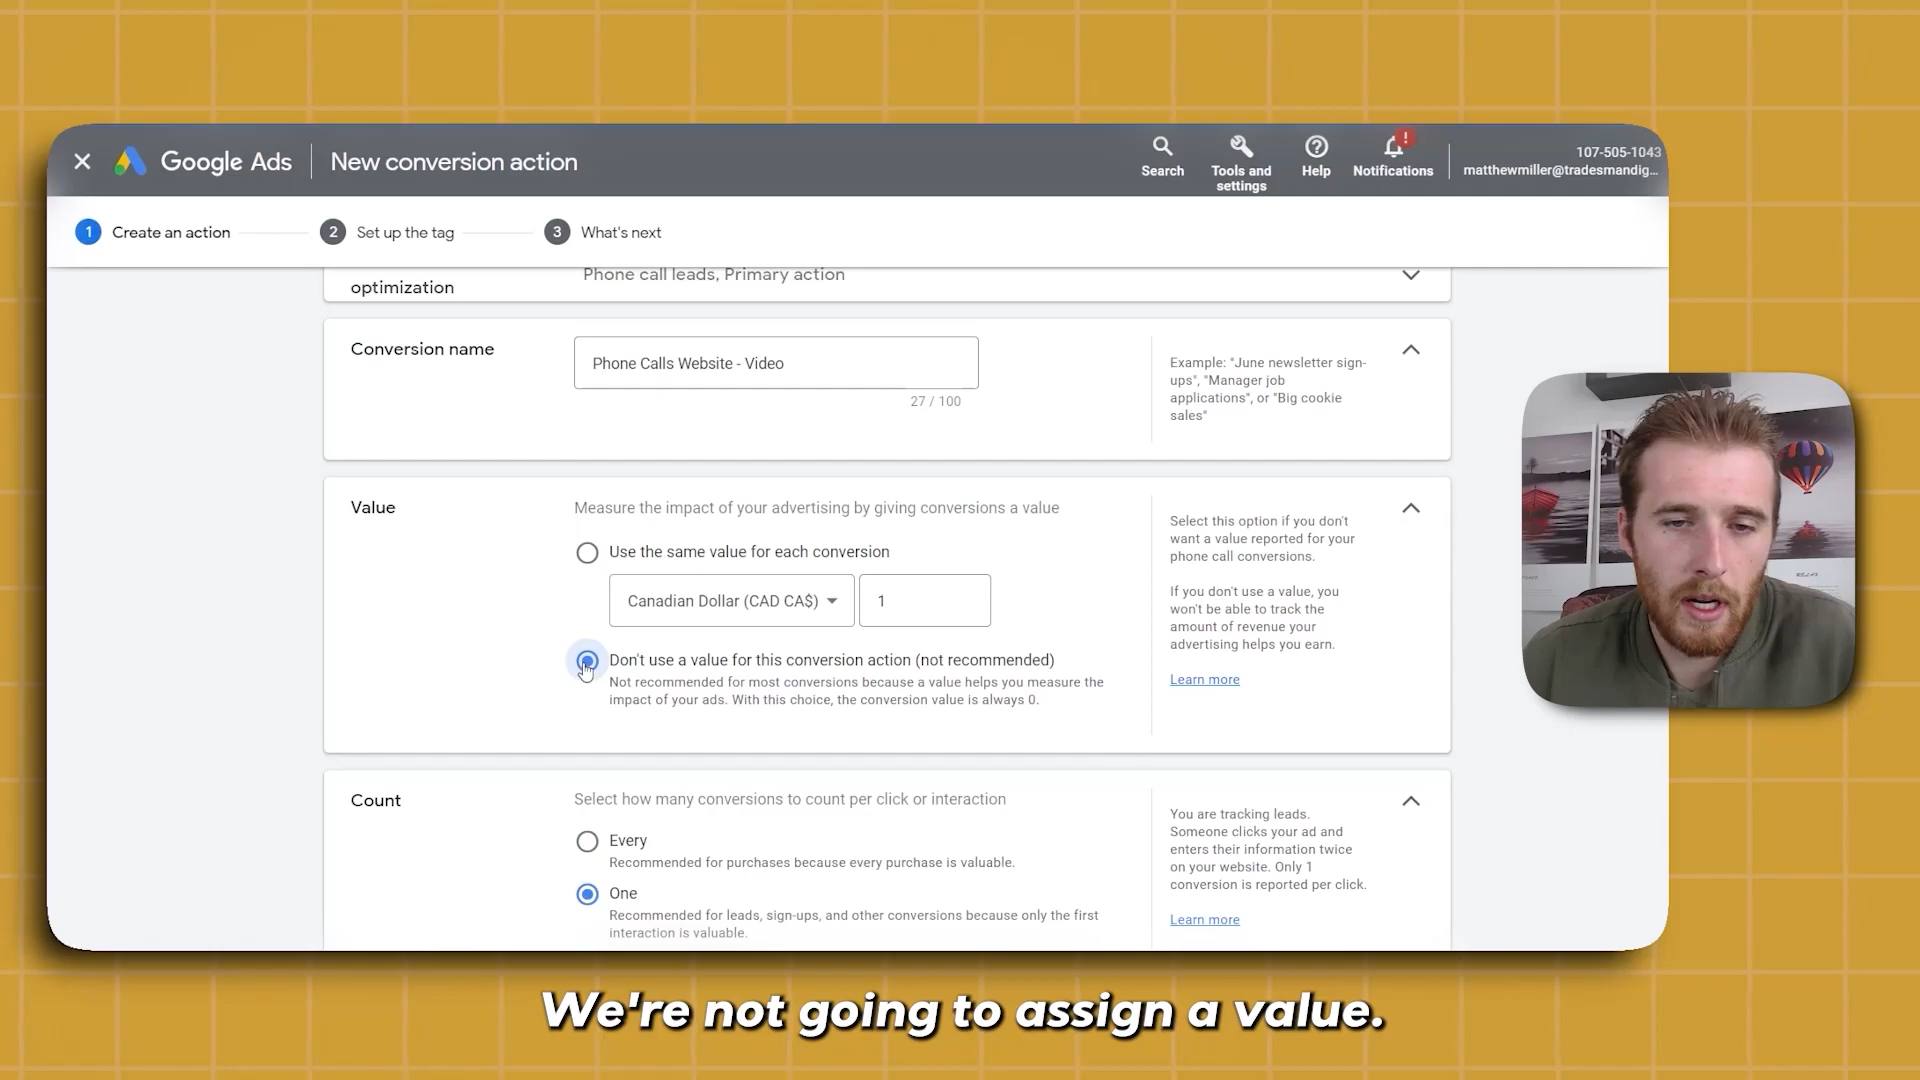 Google Ads
New conversion action
Search
Tools and
settings
Help
!
Notifications
107-505-1043
matthewmiller@tradesmandig...
1 Create an action
2 Set up the tag
3 What's next
optimization
Phone call leads, Primary action
Conversion name
Phone Calls Website - Video
27 / 100
Example: "June newsletter sign-
ups", "Manager job
applications", or "Big cookie
sales"
Value
Measure the impact of your advertising by giving conversions a value
Use the same value for each conversion
Canadian Dollar (CAD CA$)
1
Don't use a value for this conversion action (not recommended)
Not recommended for most conversions because a value helps you measure the
impact of your ads. With this choice, the conversion value is always 0.
Select this option if you don't
want a value reported for your
phone call conversions.
If you don't use a value, you
won't be able to track the
amount of revenue your
advertising helps you earn.
Learn more
Count
Select how many conversions to count per click or interaction
Every
Recommended for purchases because every purchase is valuable.
One
Recommended for leads, sign-ups, and other conversions because only the first
interaction is valuable.
You are tracking leads.
Someone clicks your ad and
enters their information twice
on your website. Only 1
conversion is reported per click.
Learn more
We're not going to assign a value.